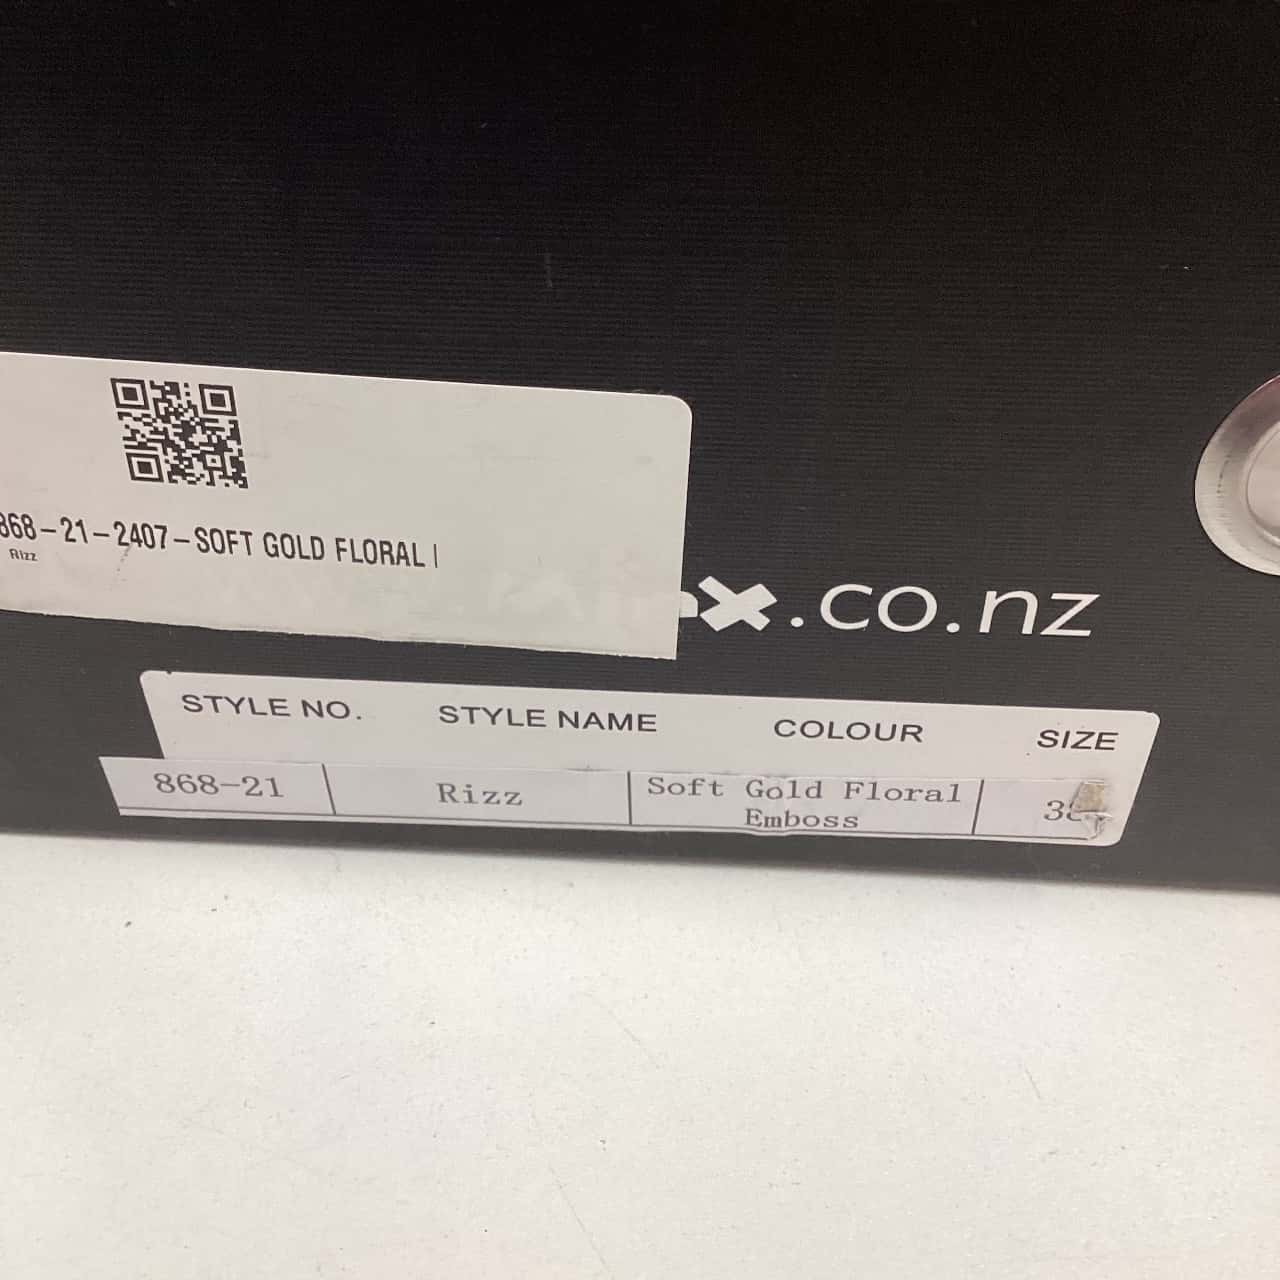 868-21-2407-SOFT GOLD FLORAL
Rizz
x.co.nz
STYLE NO. STYLE NAME COLOUR SIZE
868-21 Rizz Soft Gold Floral
Emboss